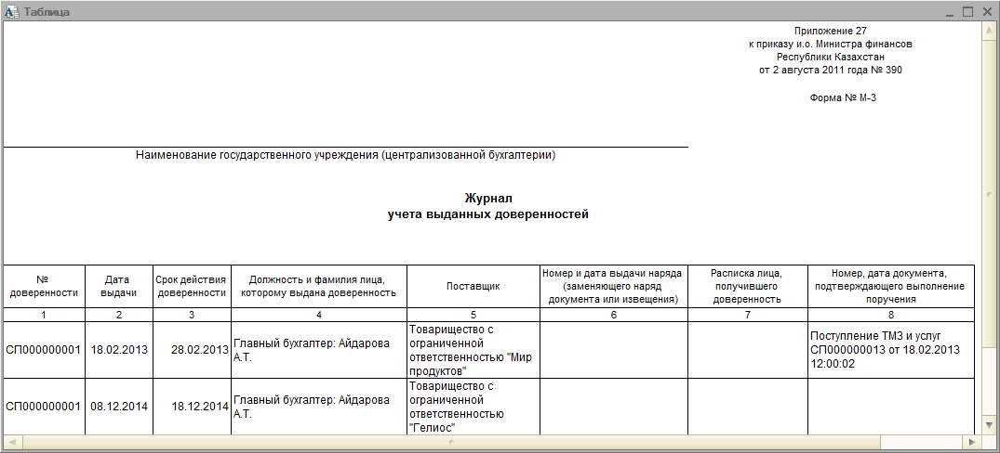 Таблица
Приложение 27
к приказу и.о. Министра финансов
Республики Казахстан
от 2 августа 2011 года № 390
Форма № М-3
Наименование государственного учреждения (централизованной бухгалтерии)
Журнал
учета выданных доверенностей
№ доверенности Дата выдачи Срок действия доверенности Должность и фамилия лица, которому выдана доверенность Поставщик Номер и дата выдачи наряда (заменяющего наряд документа или извещения) Расписка лица, получившего доверенность Номер, дата документа, подтверждающего выполнение поручения
1 2 3 4 5 6 7 8
СП000000001 18.02.2013 28.02.2013 Главный бухгалтер: Айдарова А.Т. Товарищество с ограниченной ответственностью "Мир продуктов" Поступление ТМЗ и услуг СП000000013 от 18.02.2013 12:00:02
СП000000001 08.12.2014 18.12.2014 Главный бухгалтер: Айдарова А.Т. Товарищество с ограниченной ответственностью "Гелиос"